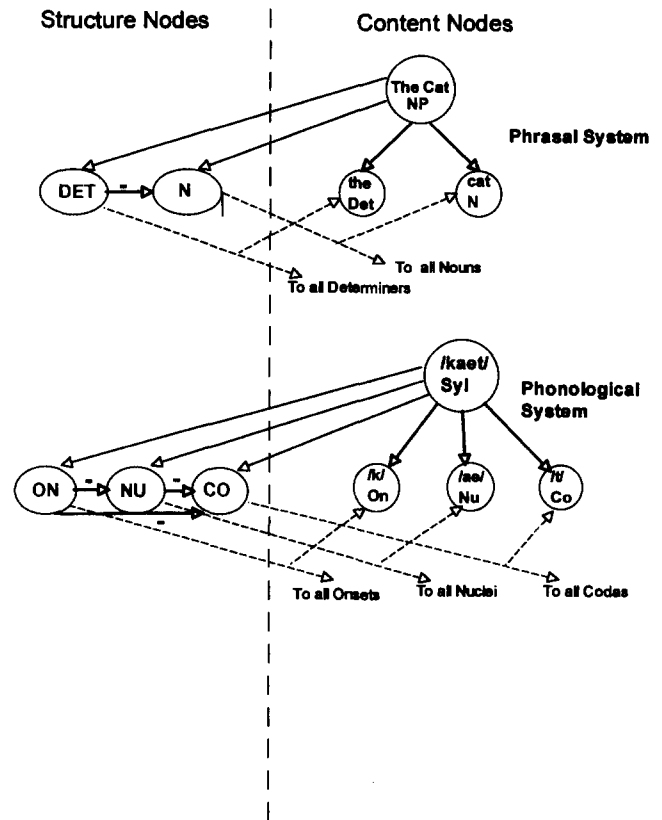 Structure Nodes
Content Nodes
The Cat
NP
Phrasal System
DET
-
N
the
Det
cat
N
To all Nouns
To all Determiners
/kaet/
Syl
Phonological
System
ON
-
NU
-
CO
-
/k/
On
/ae/
Nu
/t/
Co
To all Onsets
To all Nuclei
To all Codas